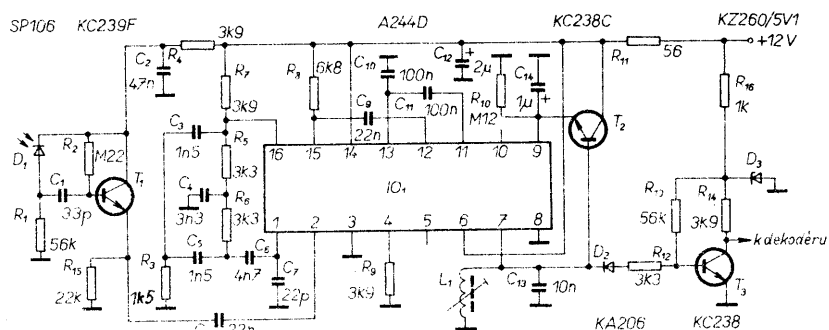 SP106 KC239F A244D KC238C KZ260/5V1
+12V
C2
47n
R4
3k9
R7
3k9
R8
6k8
C10
100n
C11
100n
C12
+
2µ
R10
M12
C14
1µ
+
R11
56
R16
1k
D1
R2
M22
C3
1n5
R5
3k3
C9
22n
T2
C1
33p
T1
C4
3n3
R6
3k3
16 15 14 13 12 11 10 9
IO1
1 2 3 4 5 6 7 8
D3
R13
56k
R14
3k9
k dekodéru
R1
56k
R15
22k
R3
1k5
C5
1n5
C6
4n7
C7
22p
R9
3k9
L1
C13
10n
D2
R12
3k3
T3
22n
KA206 KC238